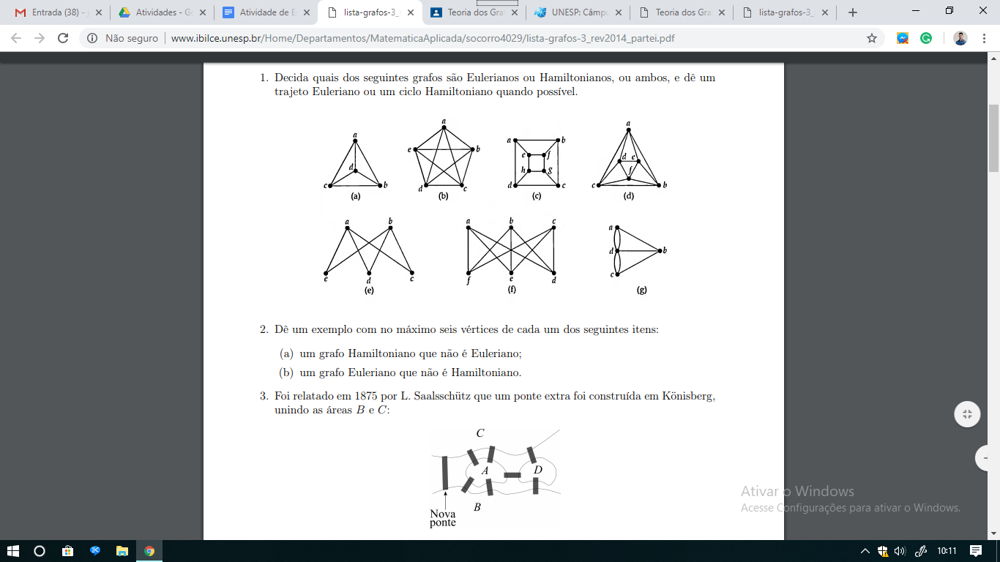 Entrada (38) -
Atividades - G
Atividade de E
lista-grafos-3_
Teoria dos Gra
UNESP: Câmpu
Teoria dos Gra
lista-grafos-3_
Não seguro | www.ibilce.unesp.br/Home/Departamentos/MatematicaAplicada/socorro4029/lista-grafos-3_rev2014_partei.pdf
1. Decida quais dos seguintes grafos são Eulerianos ou Hamiltonianos, ou ambos, e dê um
trajeto Euleriano ou um ciclo Hamiltoniano quando possível.
a
d
c
b
(a)
a
e
b
d
c
(b)
a
b
e
f
h
g
d
c
(c)
a
d e
f
c
b
(d)
a
b
e
d
c
(e)
a
b
c
f
e
d
(f)
a
d
b
c
(g)
2. Dê um exemplo com no máximo seis vértices de cada um dos seguintes itens:
(a) um grafo Hamiltoniano que não é Euleriano;
(b) um grafo Euleriano que não é Hamiltoniano.
3. Foi relatado em 1875 por L. Saalsschütz que um ponte extra foi construída em Könisberg,
unindo as áreas B e C:
C
A
D
B
Nova
ponte
Ativar o Windows
Acesse Configurações para ativar o Windows.
10:11